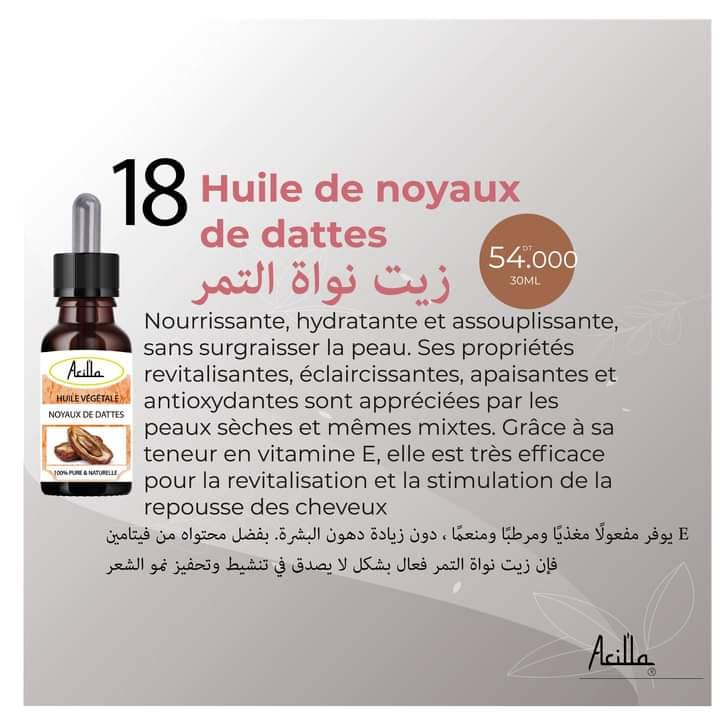 18
Huile de noyaux
de dattes
زيت نواة التمر
DT
54.000
30ML
Nourrissante, hydratante et assouplissante,
sans surgraisser la peau. Ses propriétés
revitalisantes, éclaircissantes, apaisantes et
antioxydantes sont appréciées par les
peaux sèches et mêmes mixtes. Grâce à sa
teneur en vitamine E, elle est très efficace
pour la revitalisation et la stimulation de la
repousse des cheveux
E يوفر مفعولًا مغذيًا ومرطبًا ومنعمًا ، دون زيادة دهون البشرة. بفضل محتواه من فيتامين
فإن زيت نواة التمر فعال بشكل لا يصدق في تنشيط وتحفيز نمو الشعر
Acilla
HUILE VÉGÉTALE
NOYAUX DE DATTES
100% PURE & NATURELLE
Acilla
®